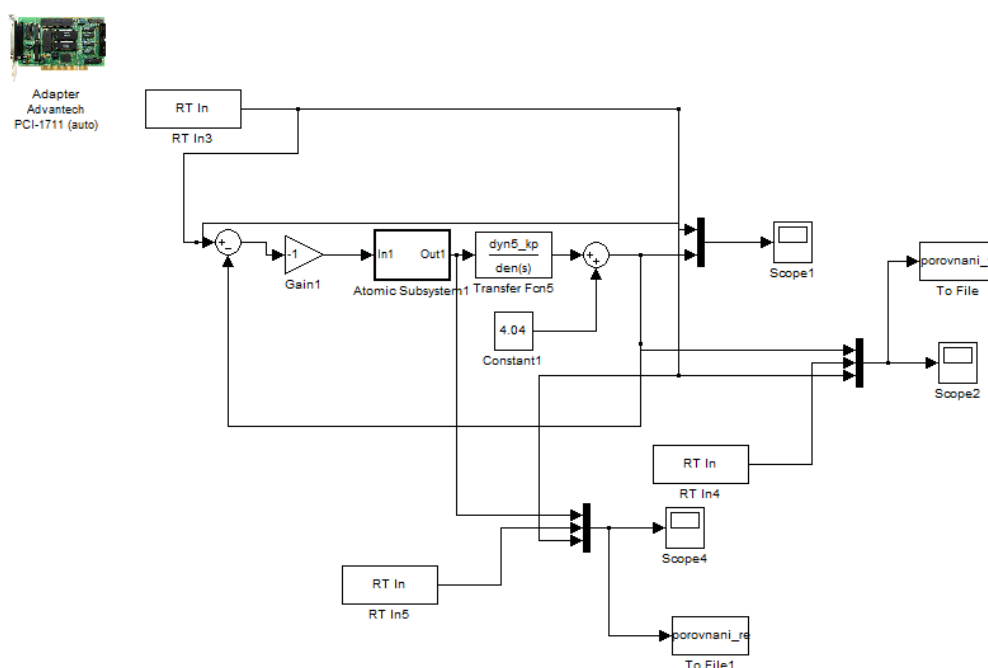 Adapter
Advantech
PCI-1711 (auto)
RT In
RT In3
-1
Gain1
In1
Out1
Atomic Subsystem1
dyn5_kp
den(s)
Transfer Fcn5
4.04
Constant1
Scope1
To File
Scope2
RT In
RT In4
Scope4
RT In
RT In5
porovnani_re
To File1